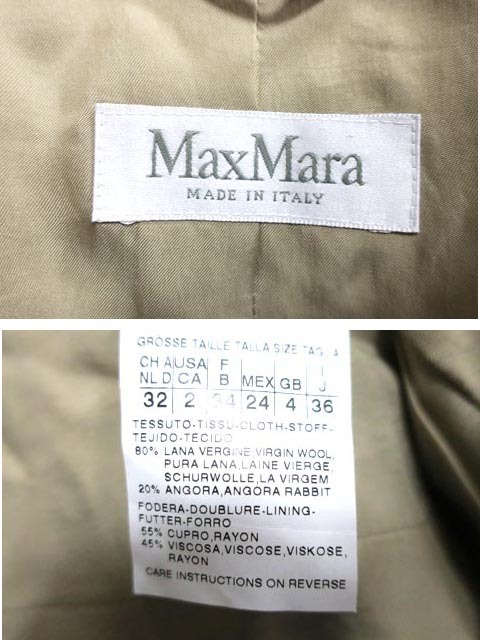 MaxMara
MADE IN ITALY
GRÖSSE TAILLE TALLA SIZE TAGLIA
CH A USA F I
NL D CA B MEX GB J
32 2 34 24 4 36
TESSUTO-TISSU-CLOTH-STOFF-
TEJIDO-TECIDO
80% LANA VERGINE,VIRGIN WOOL,
PURA LANA,LAINE VIERGE,
SCHURWOLLE,LA VIRGEM
20% ANGORA,ANGORA RABBIT
FODERA-DOUBLURE-LINING-
FUTTER-FORRO
55% CUPRO,RAYON
45% VISCOSA,VISCOSE,VISKOSE,
RAYON
CARE INSTRUCTIONS ON REVERSE